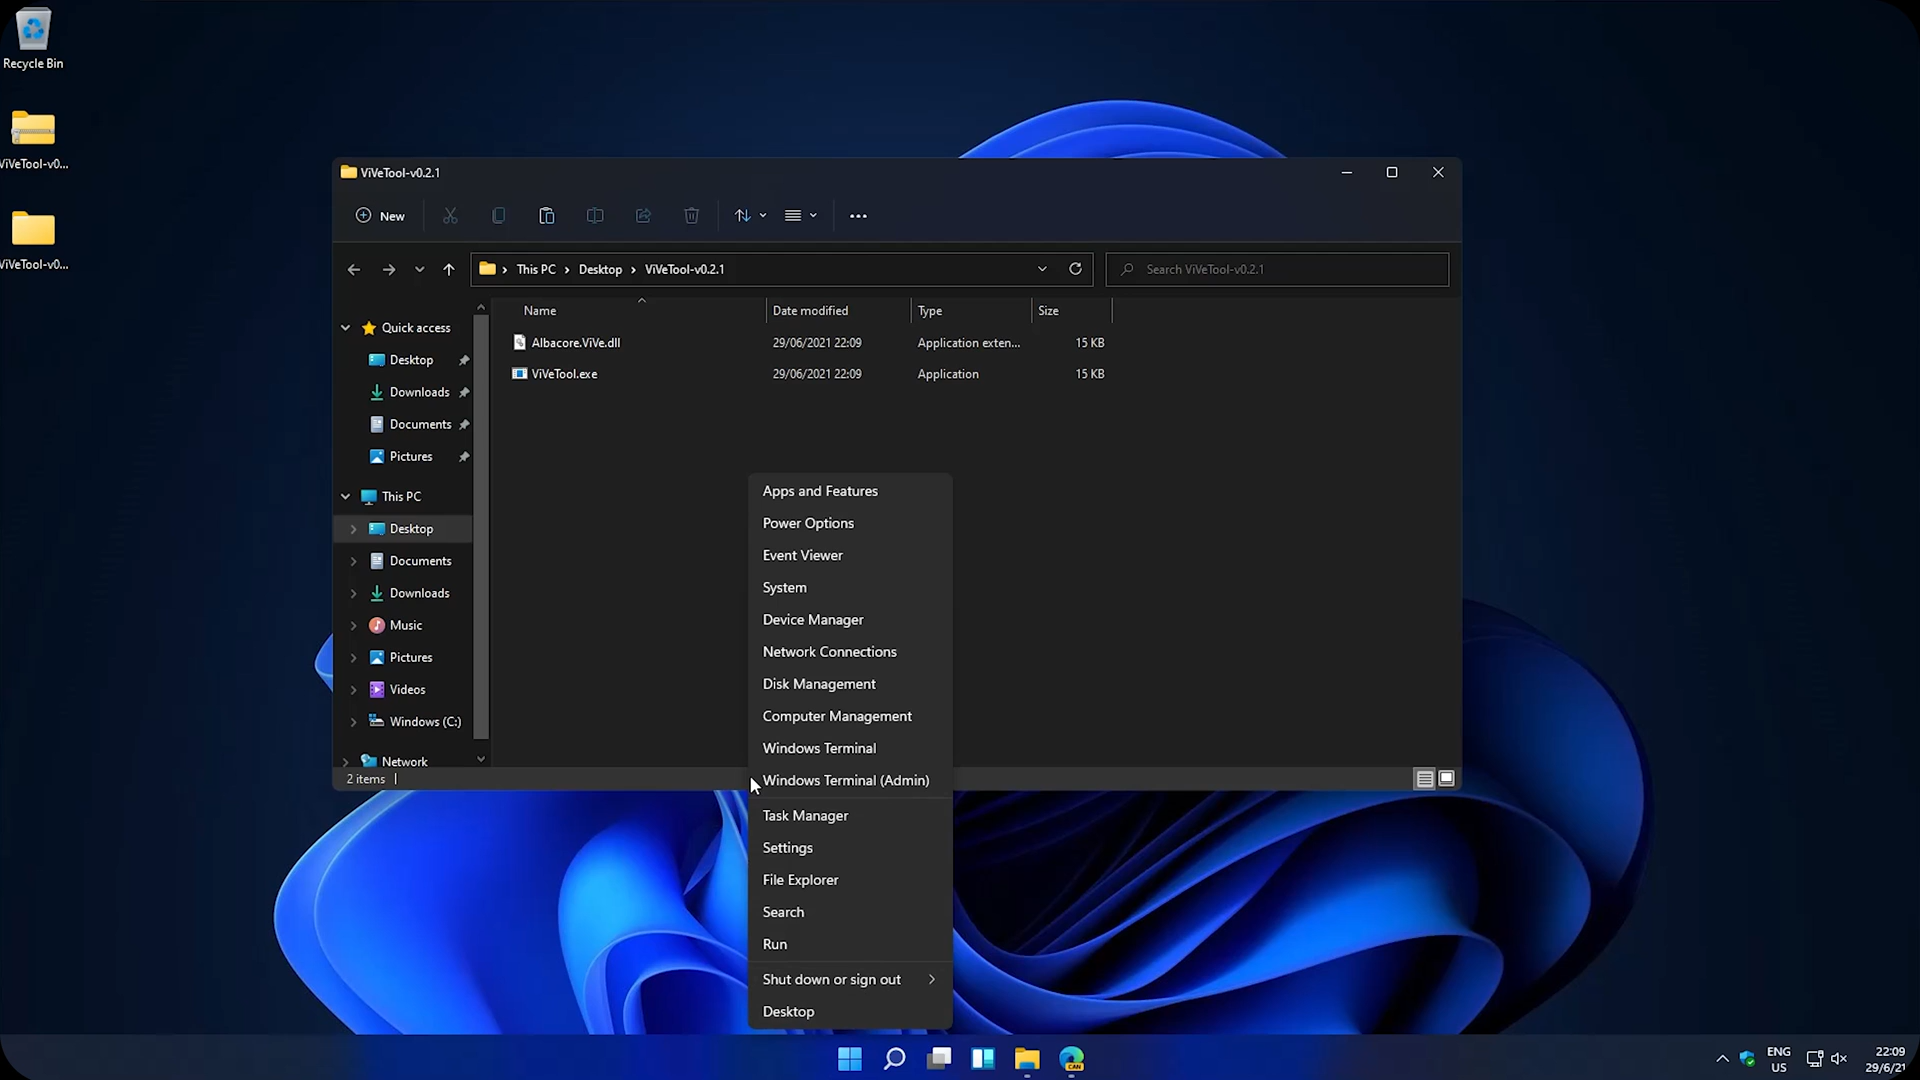 Recycle Bin
ViVeTool-v0...
ViVeTool-v0...
ViVeTool-v0.2.1
New
This PC
Desktop
ViVeTool-v0.2.1
Search ViVeTool-v0.2.1
Name
Date modified
Type
Size
Albacore.ViVe.dll
29/06/2021 22:09
Application exten...
15 KB
ViVeTool.exe
29/06/2021 22:09
Application
15 KB
Quick access
Desktop
Downloads
Documents
Pictures
This PC
Desktop
Documents
Downloads
Music
Pictures
Videos
Windows (C:)
Network
2 items
Apps and Features
Power Options
Event Viewer
System
Device Manager
Network Connections
Disk Management
Computer Management
Windows Terminal
Windows Terminal (Admin)
Task Manager
Settings
File Explorer
Search
Run
Shut down or sign out
Desktop
CAN
ENG
US
22:09
29/6/21